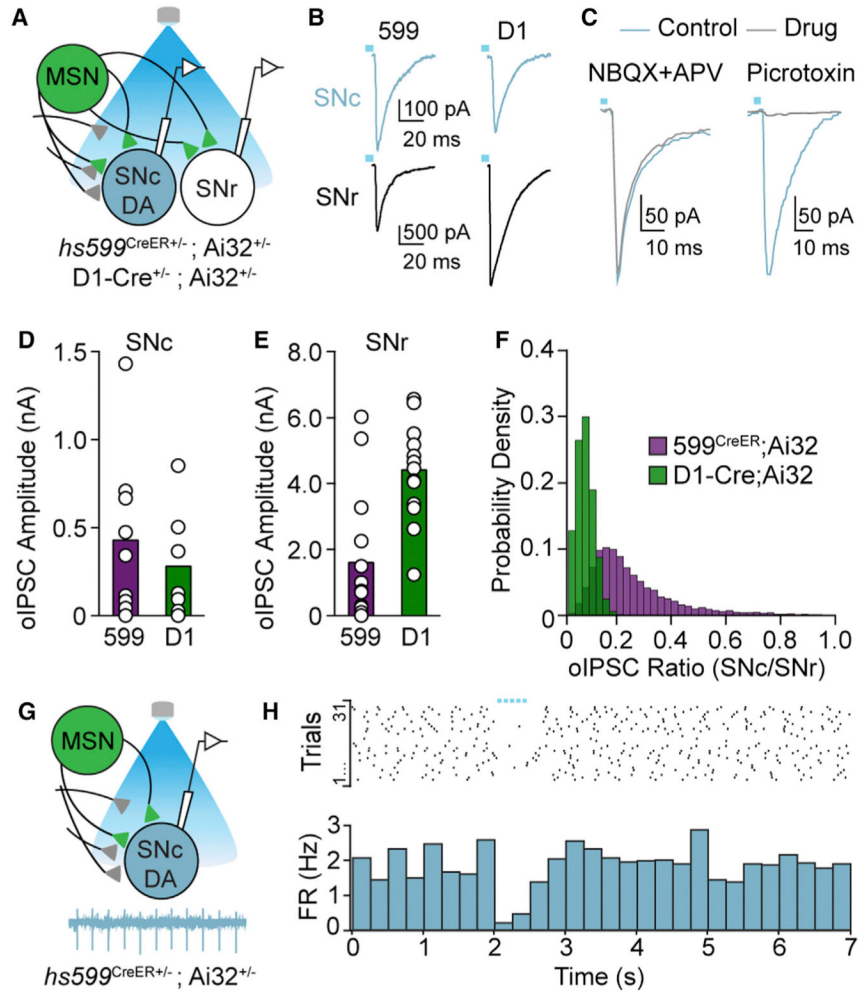 A
MSN
SNc
DA
SNr
hs599CreER+/-; Ai32+/-
D1-Cre+/-; Ai32+/-
B
599
D1
SNc
100 pA
20 ms
SNr
500 pA
20 ms
C
Control
Drug
NBQX+APV
Picrotoxin
50 pA
10 ms
50 pA
10 ms
D
SNc
oIPSC Amplitude (nA)
1.5
1.0
0.5
0
599
D1
E
SNr
oIPSC Amplitude (nA)
8.0
6.0
4.0
2.0
0
599
D1
F
Probability Density
0.4
0.3
0.2
0.1
0
599CreER;Ai32
D1-Cre;Ai32
0 0.2 0.4 0.6 0.8 1.0
oIPSC Ratio (SNc/SNr)
G
MSN
SNc
DA
hs599CreER+/-; Ai32+/-
H
Trials
31
1...
FR (Hz)
3
2
1
0
0 1 2 3 4 5 6 7
Time (s)